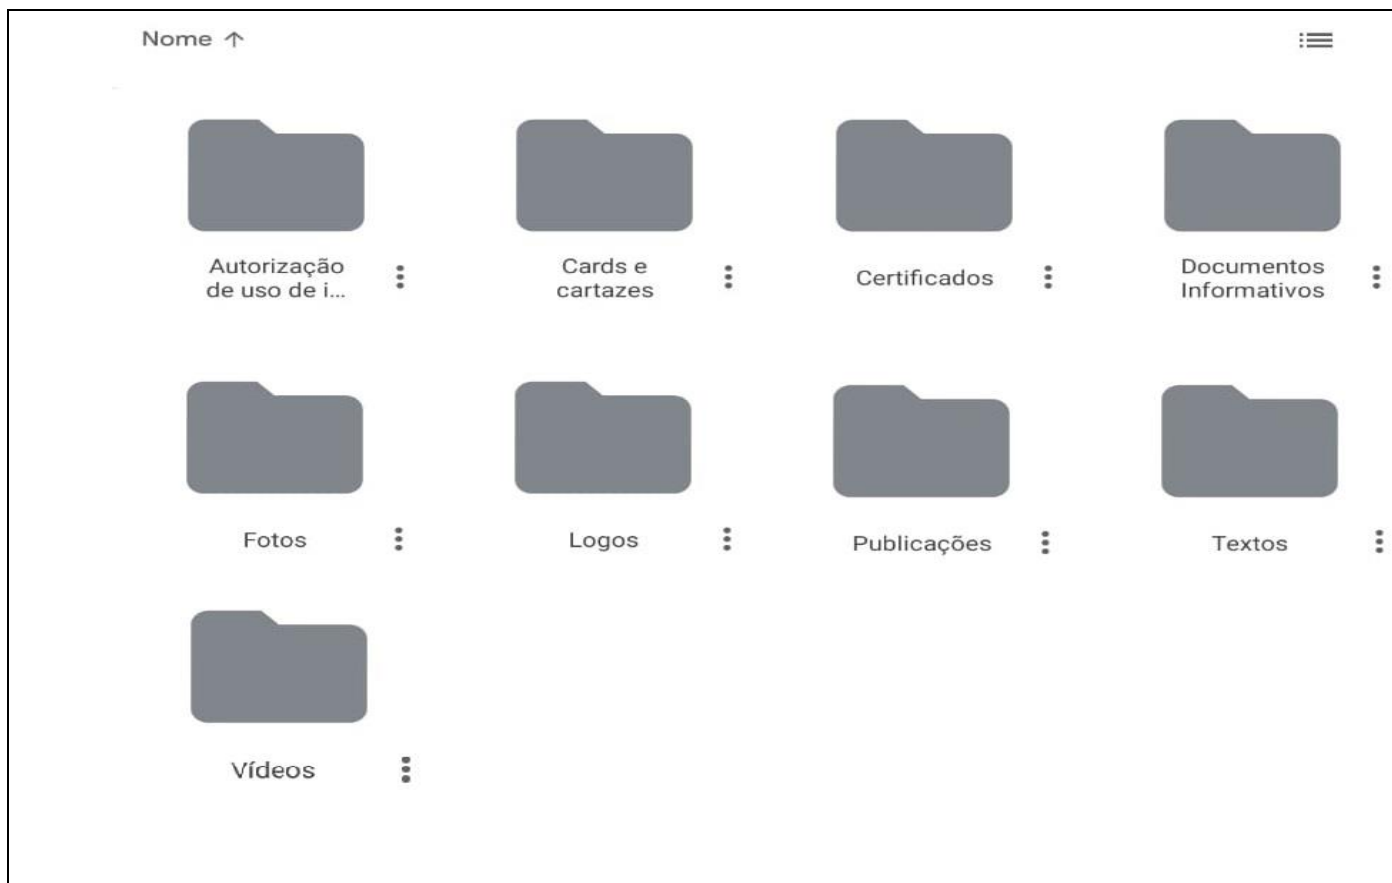 Nome ↑
Autorização
de uso de i...
Cards e
cartazes
Certificados
Documentos
Informativos
Fotos
Logos
Publicações
Textos
Vídeos